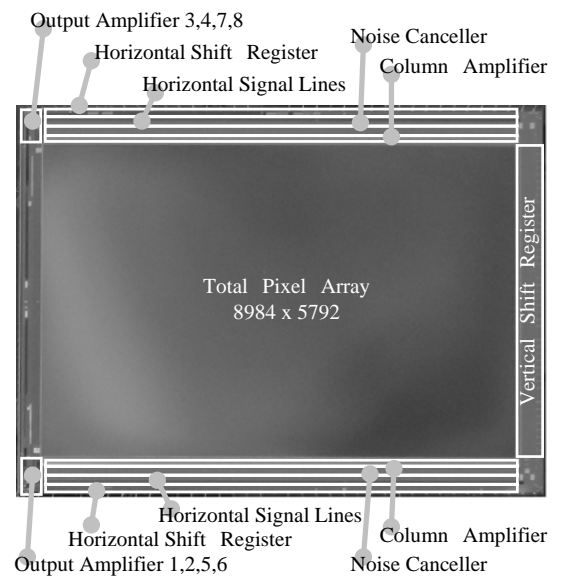 Output Amplifier 3,4,7,8
Horizontal Shift Register
Noise Canceller
Horizontal Signal Lines
Column Amplifier
Total Pixel Array
8984 x 5792
Vertical Shift Register
Horizontal Signal Lines
Horizontal Shift Register
Column Amplifier
Output Amplifier 1,2,5,6
Noise Canceller